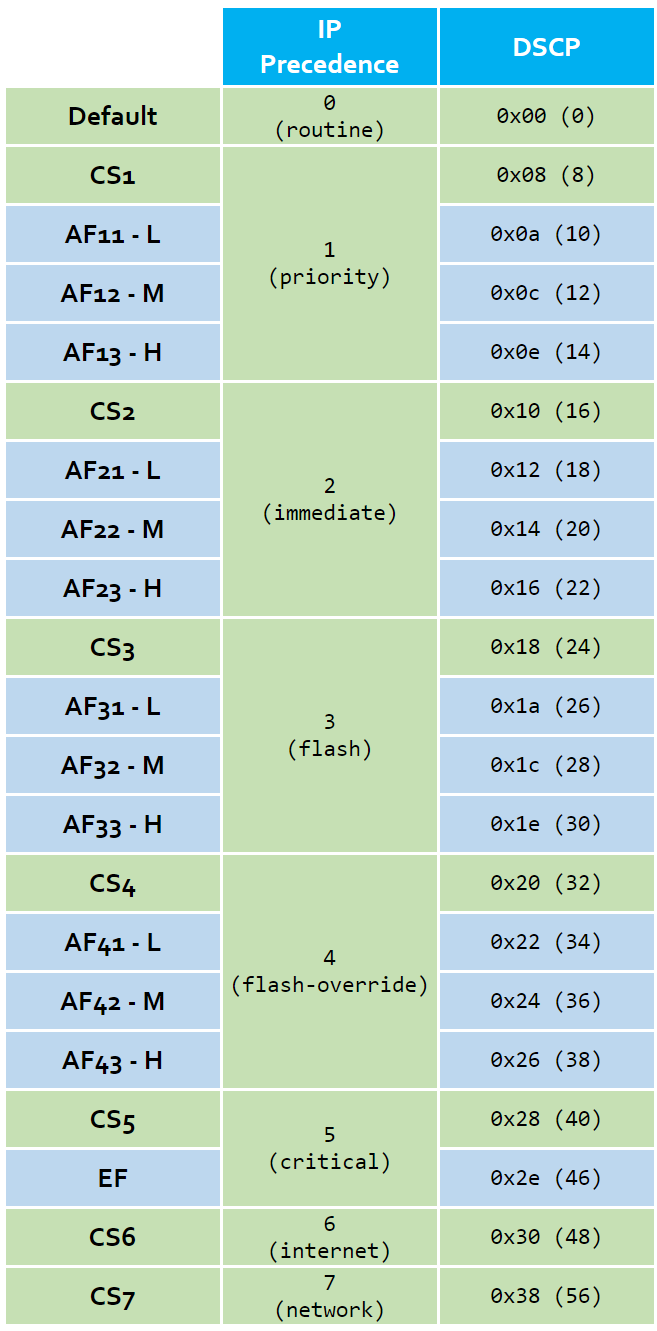 IP
Precedence
DSCP
Default
0
(routine)
0x00 (0)
CS1
1
(priority)
0x08 (8)
AF11 - L
0x0a (10)
AF12 - M
0x0c (12)
AF13 - H
0x0e (14)
CS2
2
(immediate)
0x10 (16)
AF21 - L
0x12 (18)
AF22 - M
0x14 (20)
AF23 - H
0x16 (22)
CS3
3
(flash)
0x18 (24)
AF31 - L
0x1a (26)
AF32 - M
0x1c (28)
AF33 - H
0x1e (30)
CS4
4
(flash-override)
0x20 (32)
AF41 - L
0x22 (34)
AF42 - M
0x24 (36)
AF43 - H
0x26 (38)
CS5
5
(critical)
0x28 (40)
EF
0x2e (46)
CS6
6
(internet)
0x30 (48)
CS7
7
(network)
0x38 (56)